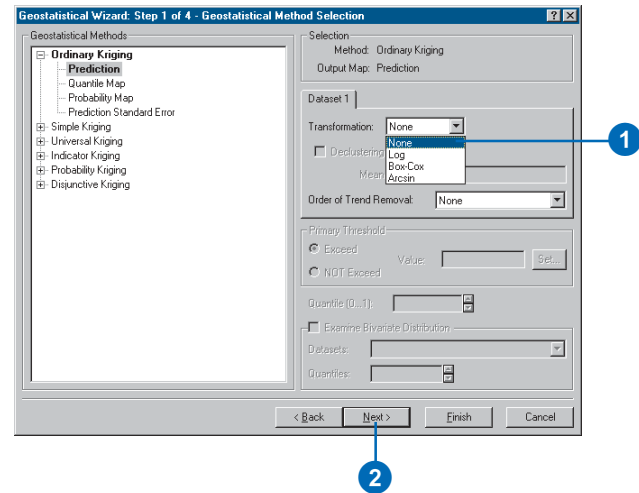 Geostatistical Wizard: Step 1 of 4 - Geostatistical Method Selection
Geostatistical Methods
Ordinary Kriging
Prediction
Quantile Map
Probability Map
Prediction Standard Error
Simple Kriging
Universal Kriging
Indicator Kriging
Probability Kriging
Disjunctive Kriging
Selection
Method: Ordinary Kriging
Output Map: Prediction
Dataset 1
Transformation: None
None
Log
Box-Cox
Arcsin
Declustering
Mean
Order of Trend Removal: None
Primary Threshold
Exceed
NOT Exceed
Value:
Set...
Quantile (0...1):
Examine Bivariate Distribution
Datasets:
Quantiles:
< Back
Next >
Finish
Cancel
1
2